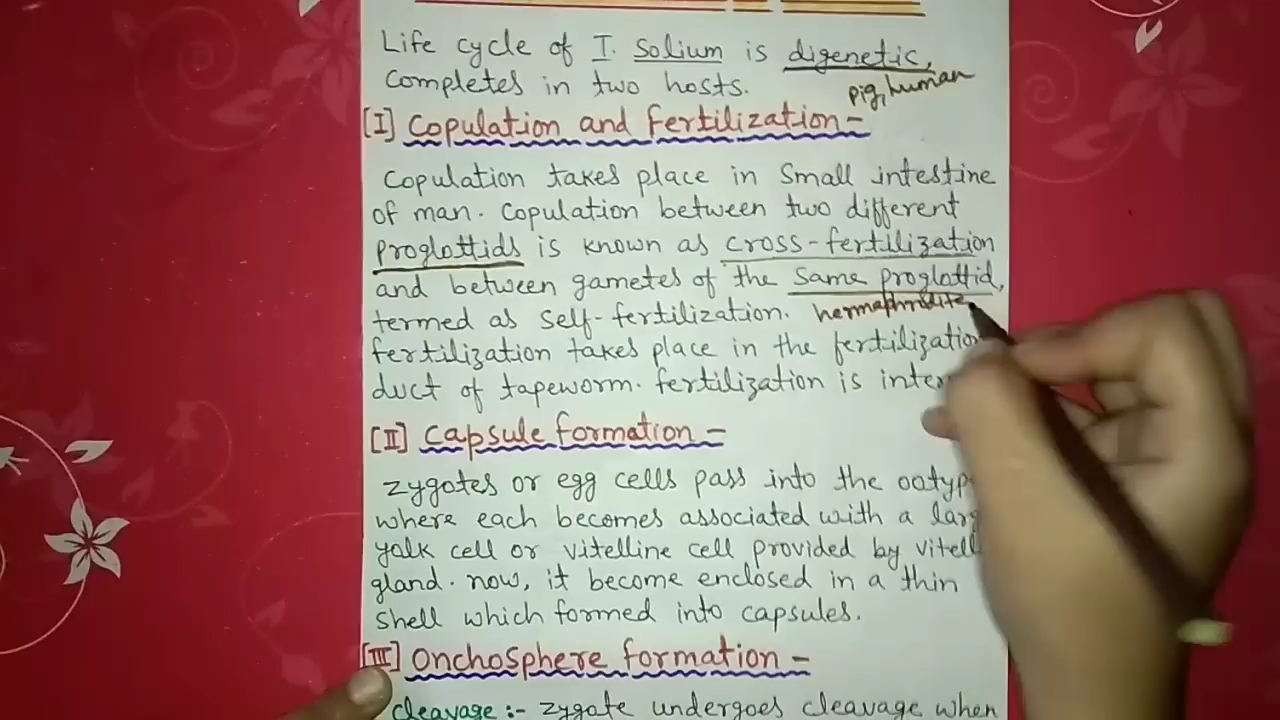 Life cycle of T. Solium is digenetic,
completes in two hosts.
pig, human
[I] Copulation and Fertilization -
Copulation takes place in small intestine
of man. Copulation between two different
proglottids is known as cross-fertilization
and between gametes of the same proglottid,
termed as self-fertilization. hermaphrodite
fertilization takes place in the fertilization
duct of tapeworm. fertilization is inter
[II] Capsule formation -
Zygotes or egg cells pass into the ootyp
where each becomes associated with a larg
yolk cell or vitelline cell provided by vitell
gland. now, it become enclosed in a thin
shell which formed into capsules.
[III] Onchosphere formation -
cleavage :- zygote undergoes cleavage when